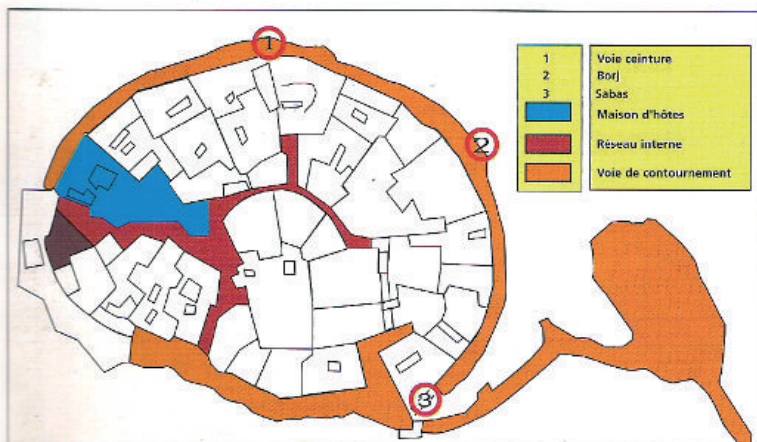 1
2
3
1 Voie ceinture
2 Borj
3 Sabas
Maison d'hôtes
Réseau interne
Voie de contournement